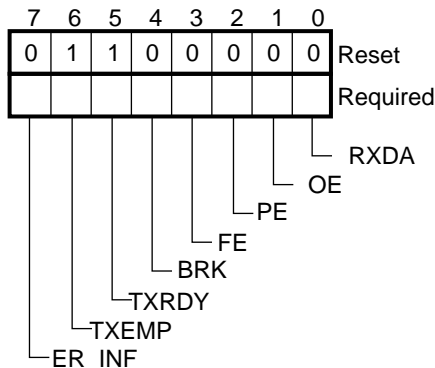 7 6 5 4 3 2 1 0
0 1 1 0 0 0 0 0 Reset
Required
RXDA
OE
PE
FE
BRK
TXRDY
TXEMP
ER INF